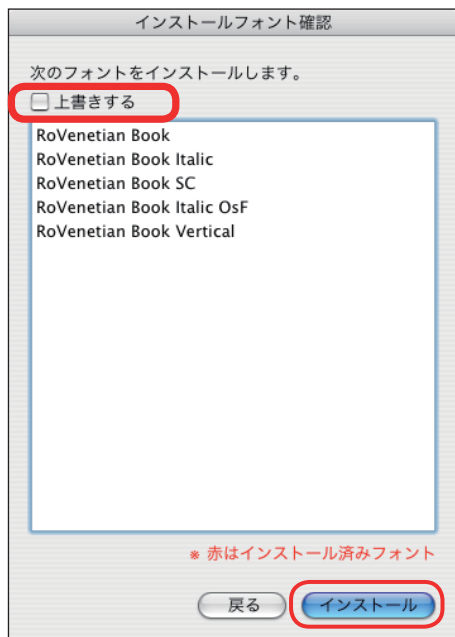 インストールフォント確認
次のフォントをインストールします。
上書きする
RoVenetian Book
RoVenetian Book Italic
RoVenetian Book SC
RoVenetian Book Italic OsF
RoVenetian Book Vertical
※ 赤はインストール済みフォント
戻る インストール